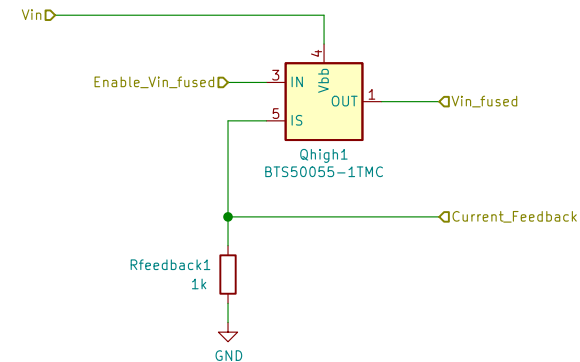 Vin
4
Vbb
Enable_Vin_fused
3
IN
OUT
1
Vin_fused
5
IS
Qhigh1
BTS50055-1TMC
Current_Feedback
Rfeedback1
1k
GND